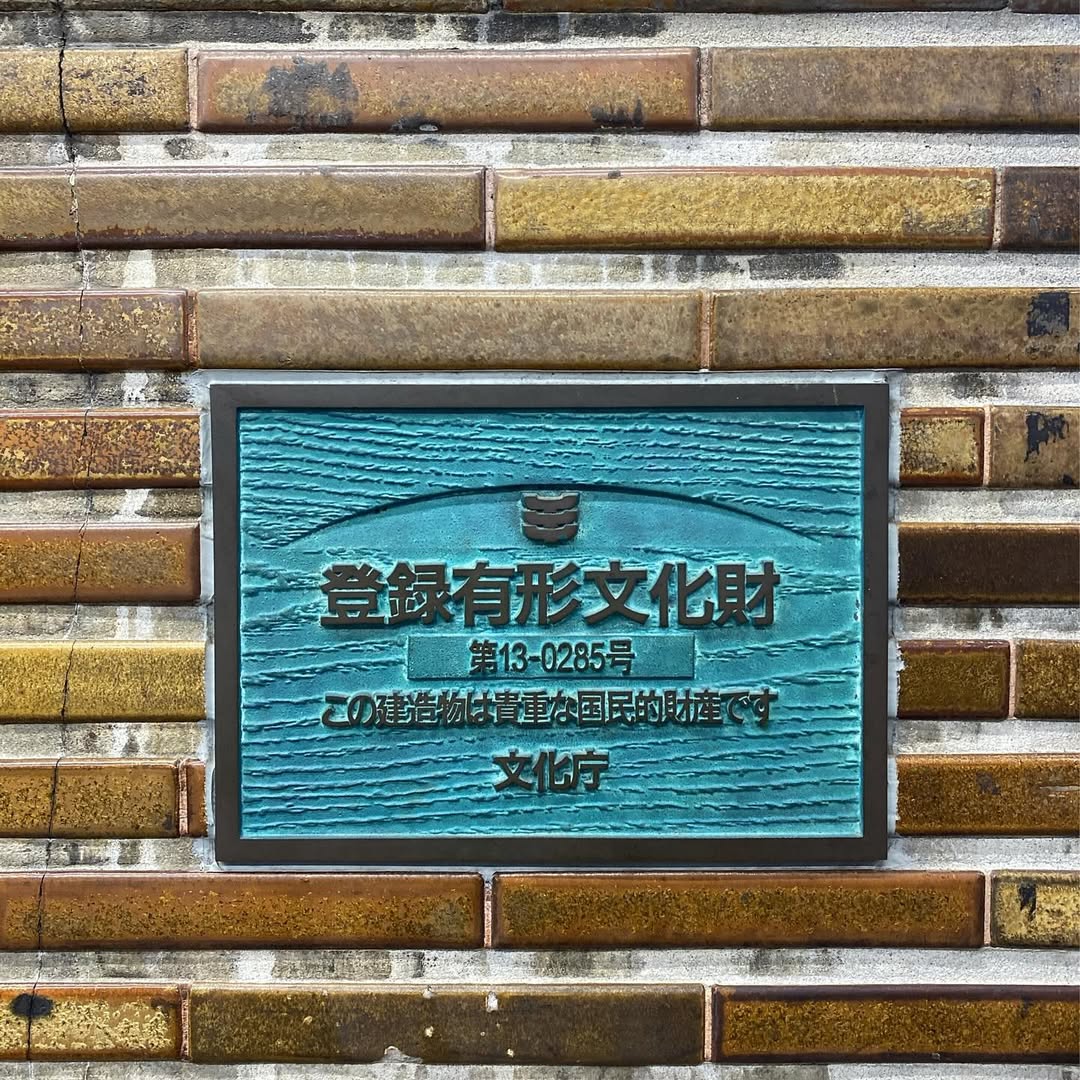 登録有形文化財
第13-0285号
この建造物は貴重な国民的財産です
文化庁